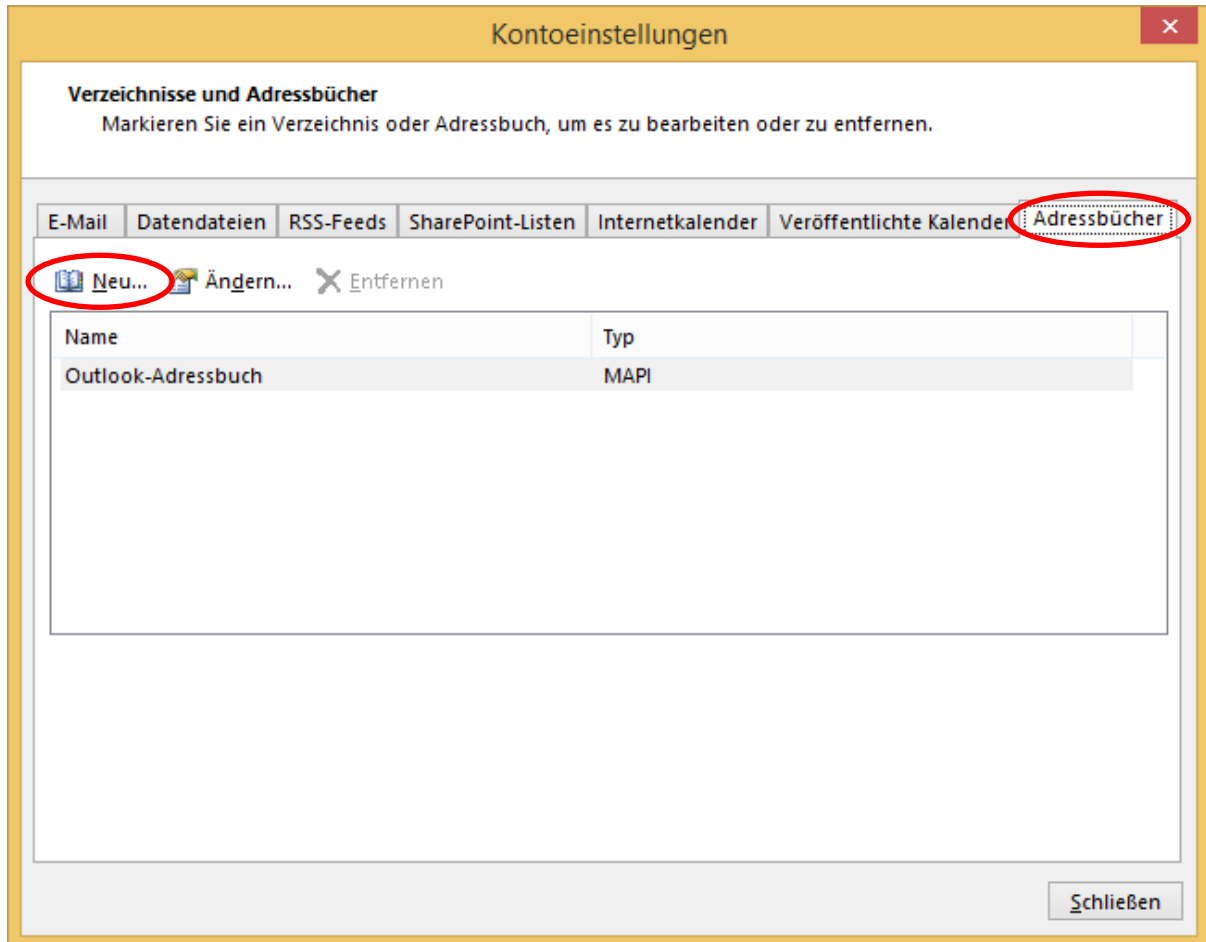 Kontoeinstellungen
Verzeichnisse und Adressbücher
Markieren Sie ein Verzeichnis oder Adressbuch, um es zu bearbeiten oder zu entfernen.
E-Mail Datendateien RSS-Feeds SharePoint-Listen Internetkalender Veröffentlichte Kalender Adressbücher
Neu... Ändern... Entfernen
Name Typ
Outlook-Adressbuch MAPI
Schließen